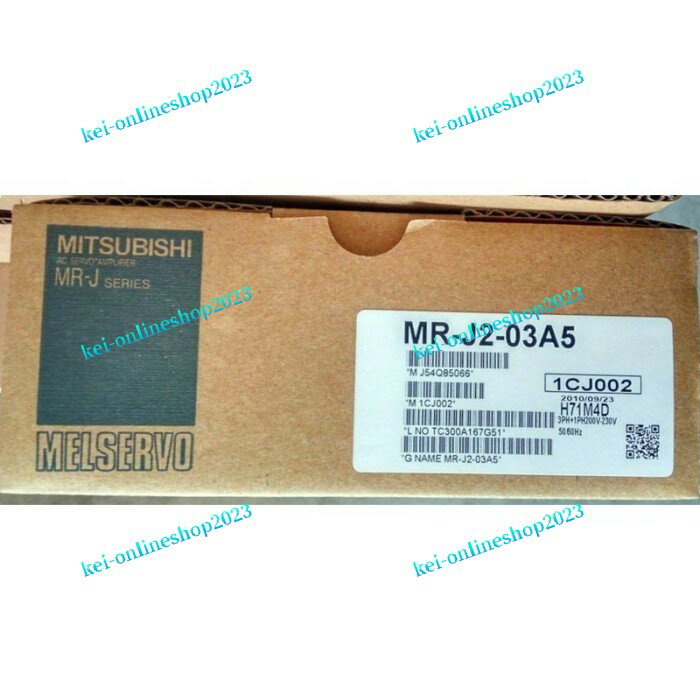 kei-onlineshop2023
kei-onlineshop2023
MITSUBISHI
AC SERVO AMPLIFIER
MR-J SERIES
MELSERVO
kei-onlineshop2023
kei-onlineshop2023
MR-J2-03A5
*M J54Q85066*
*M 1CJ002*
*L NO TC300A167G51*
*G NAME MR-J2-03A5*
1CJ002
2010/09/23
H71M4D
3PH+1PH200V-230V
50.60Hz
kei-onlineshop2023
kei-onlineshop2023